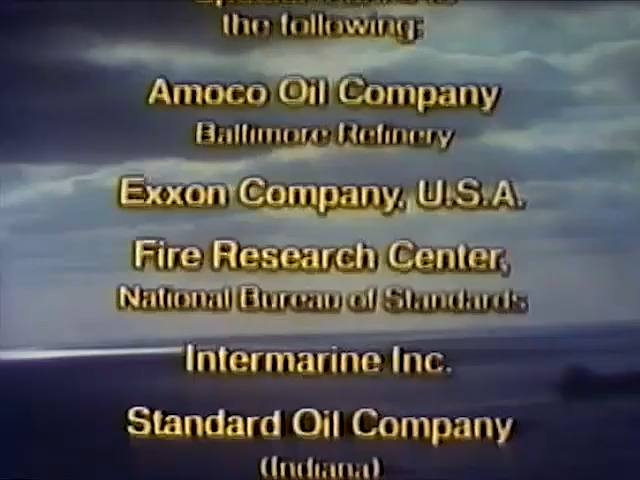 the following:
Amoco Oil Company
Baltimore Refinery
Exxon Company, U.S.A.
Fire Research Center,
National Bureau of Standards
Intermarine Inc.
Standard Oil Company
(Indiana)